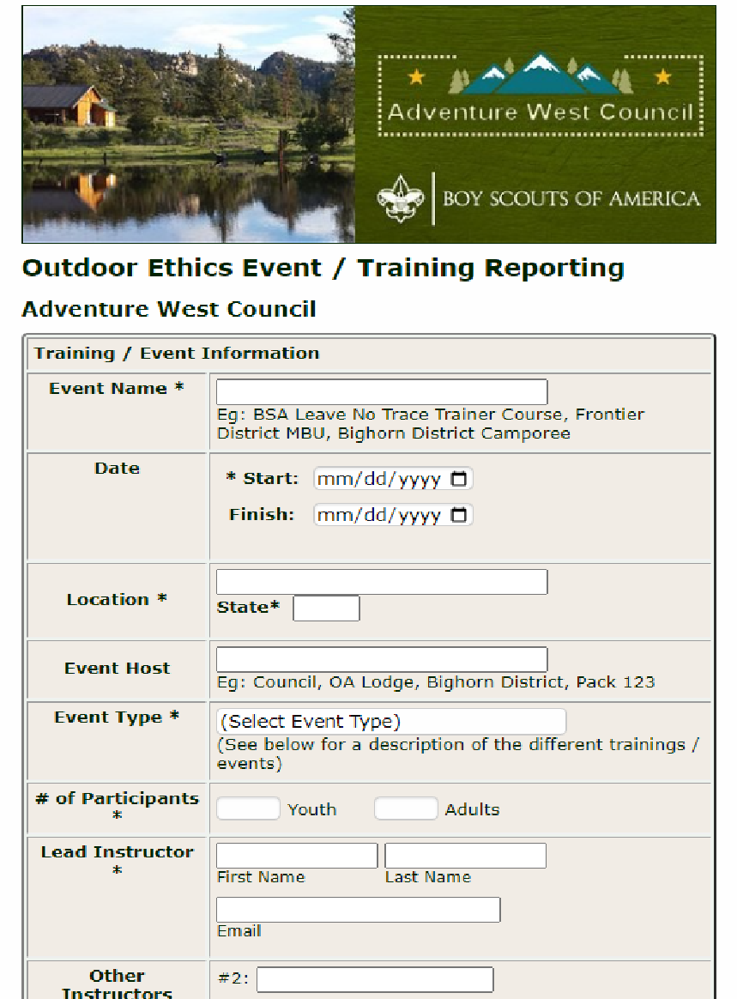 Adventure West Council
BOY SCOUTS OF AMERICA
Outdoor Ethics Event / Training Reporting
Adventure West Council
Training / Event Information
Event Name *
Eg: BSA Leave No Trace Trainer Course, Frontier
District MBU, Bighorn District Camporee
Date
* Start: mm/dd/yyyy
Finish: mm/dd/yyyy
Location *
State*
Event Host
Eg: Council, OA Lodge, Bighorn District, Pack 123
Event Type *
(Select Event Type)
(See below for a description of the different trainings /
events)
# of Participants
*
Youth Adults
Lead Instructor
*
First Name Last Name
Email
Other
Instructors
#2: